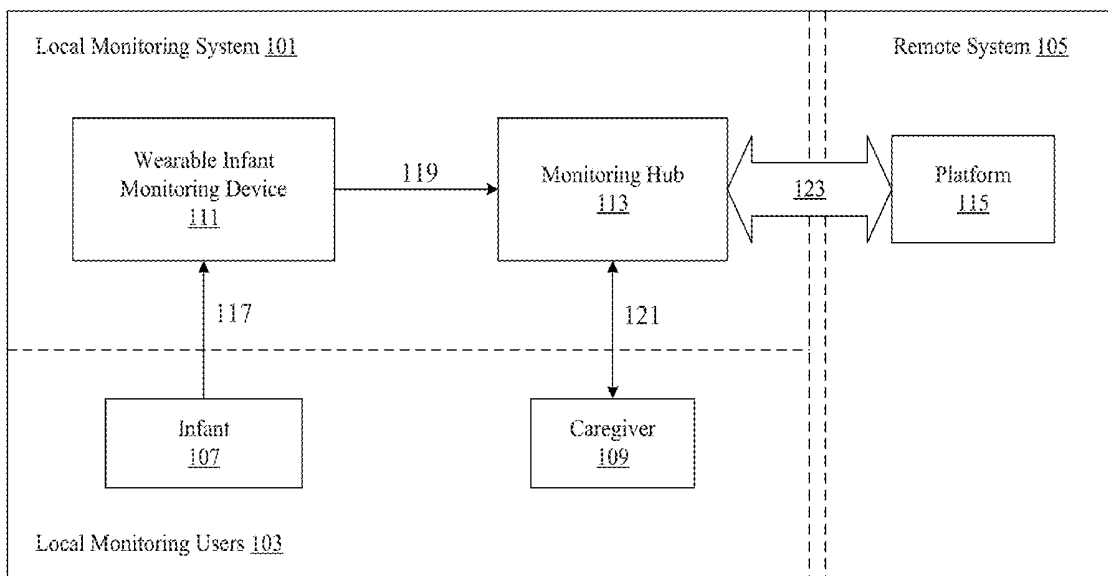 Local Monitoring System 101
Remote System 105
Wearable Infant
Monitoring Device
111
119
Monitoring Hub
113
123
Platform
115
117
121
Infant
107
Caregiver
109
Local Monitoring Users 103